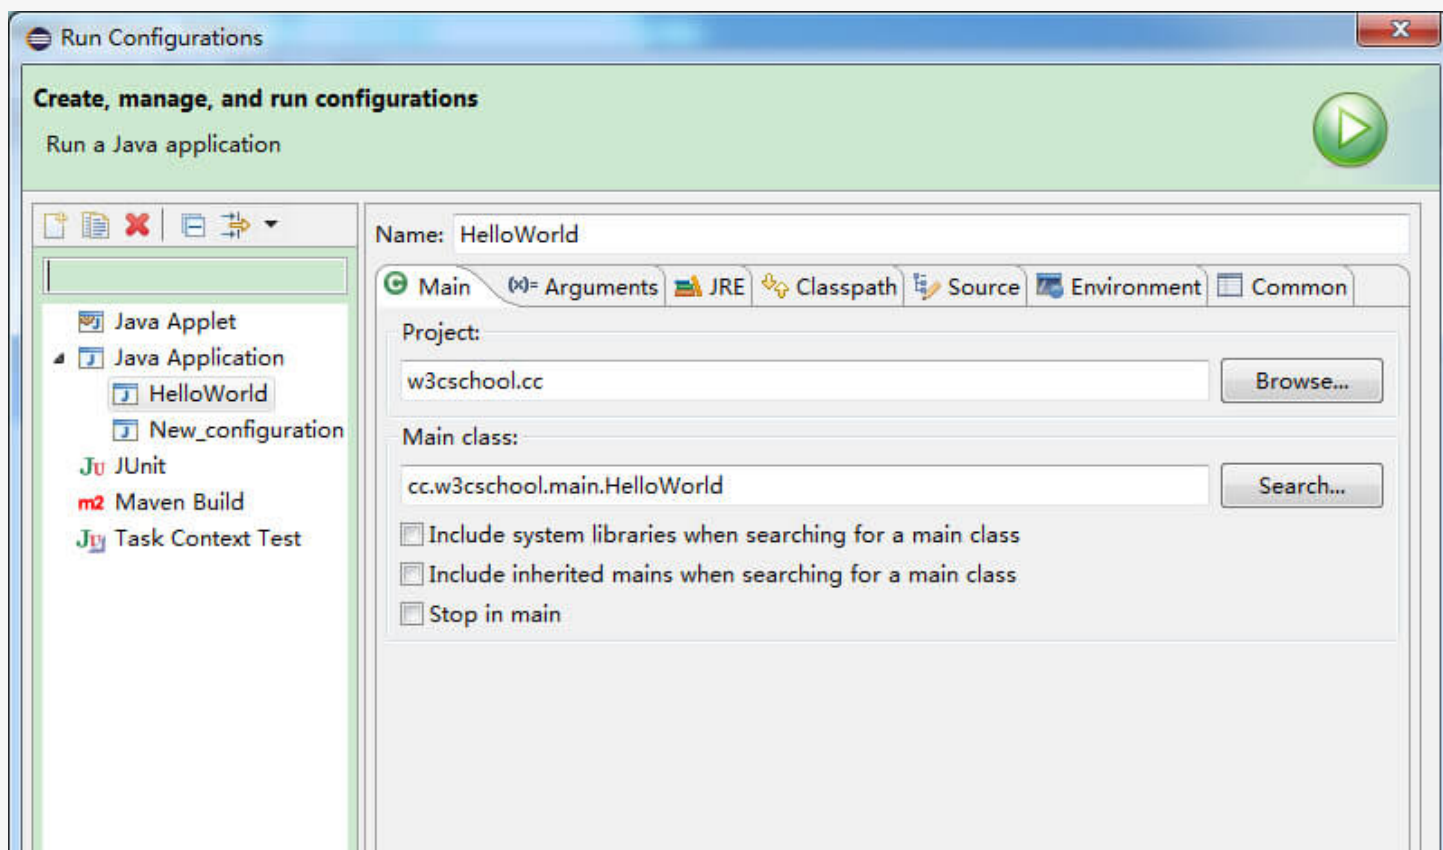 Run Configurations
Create, manage, and run configurations
Run a Java application
Name: HelloWorld
Main (x)= Arguments JRE Classpath Source Environment Common
Java Applet
Java Application
HelloWorld
New_configuration
JUnit
Maven Build
Task Context Test
Project:
w3cschool.cc Browse...
Main class:
cc.w3cschool.main.HelloWorld Search...
Include system libraries when searching for a main class
Include inherited mains when searching for a main class
Stop in main